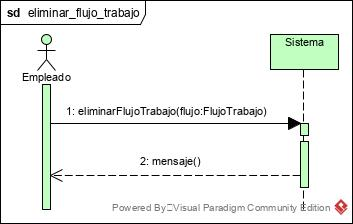 sd eliminar_flujo_trabajo
Sistema
Empleado
1: eliminarFlujoTrabajo(flujo:FlujoTrabajo)
2: mensaje()
Powered By Visual Paradigm Community Edition